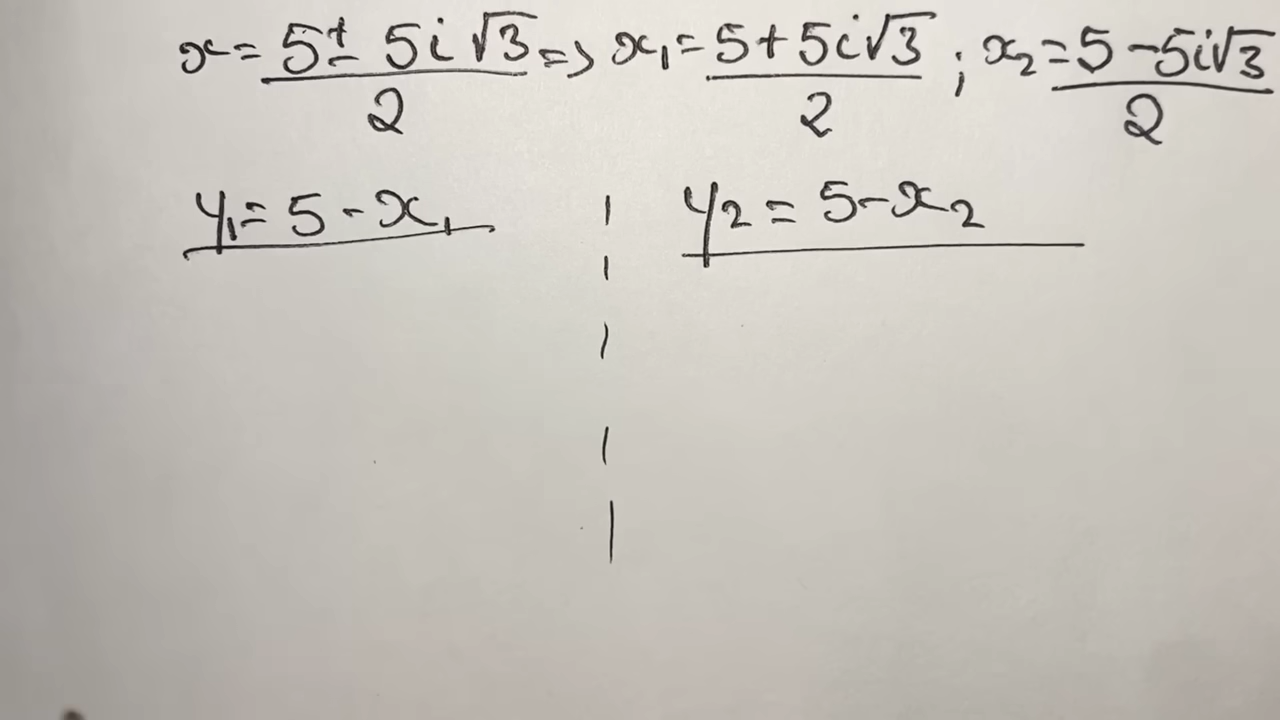 x = 5 ± 5i√3 / 2 => x₁ = 5 + 5i√3 / 2 ; x₂ = 5 - 5i√3 / 2
y₁ = 5 - x₁ | y₂ = 5 - x₂